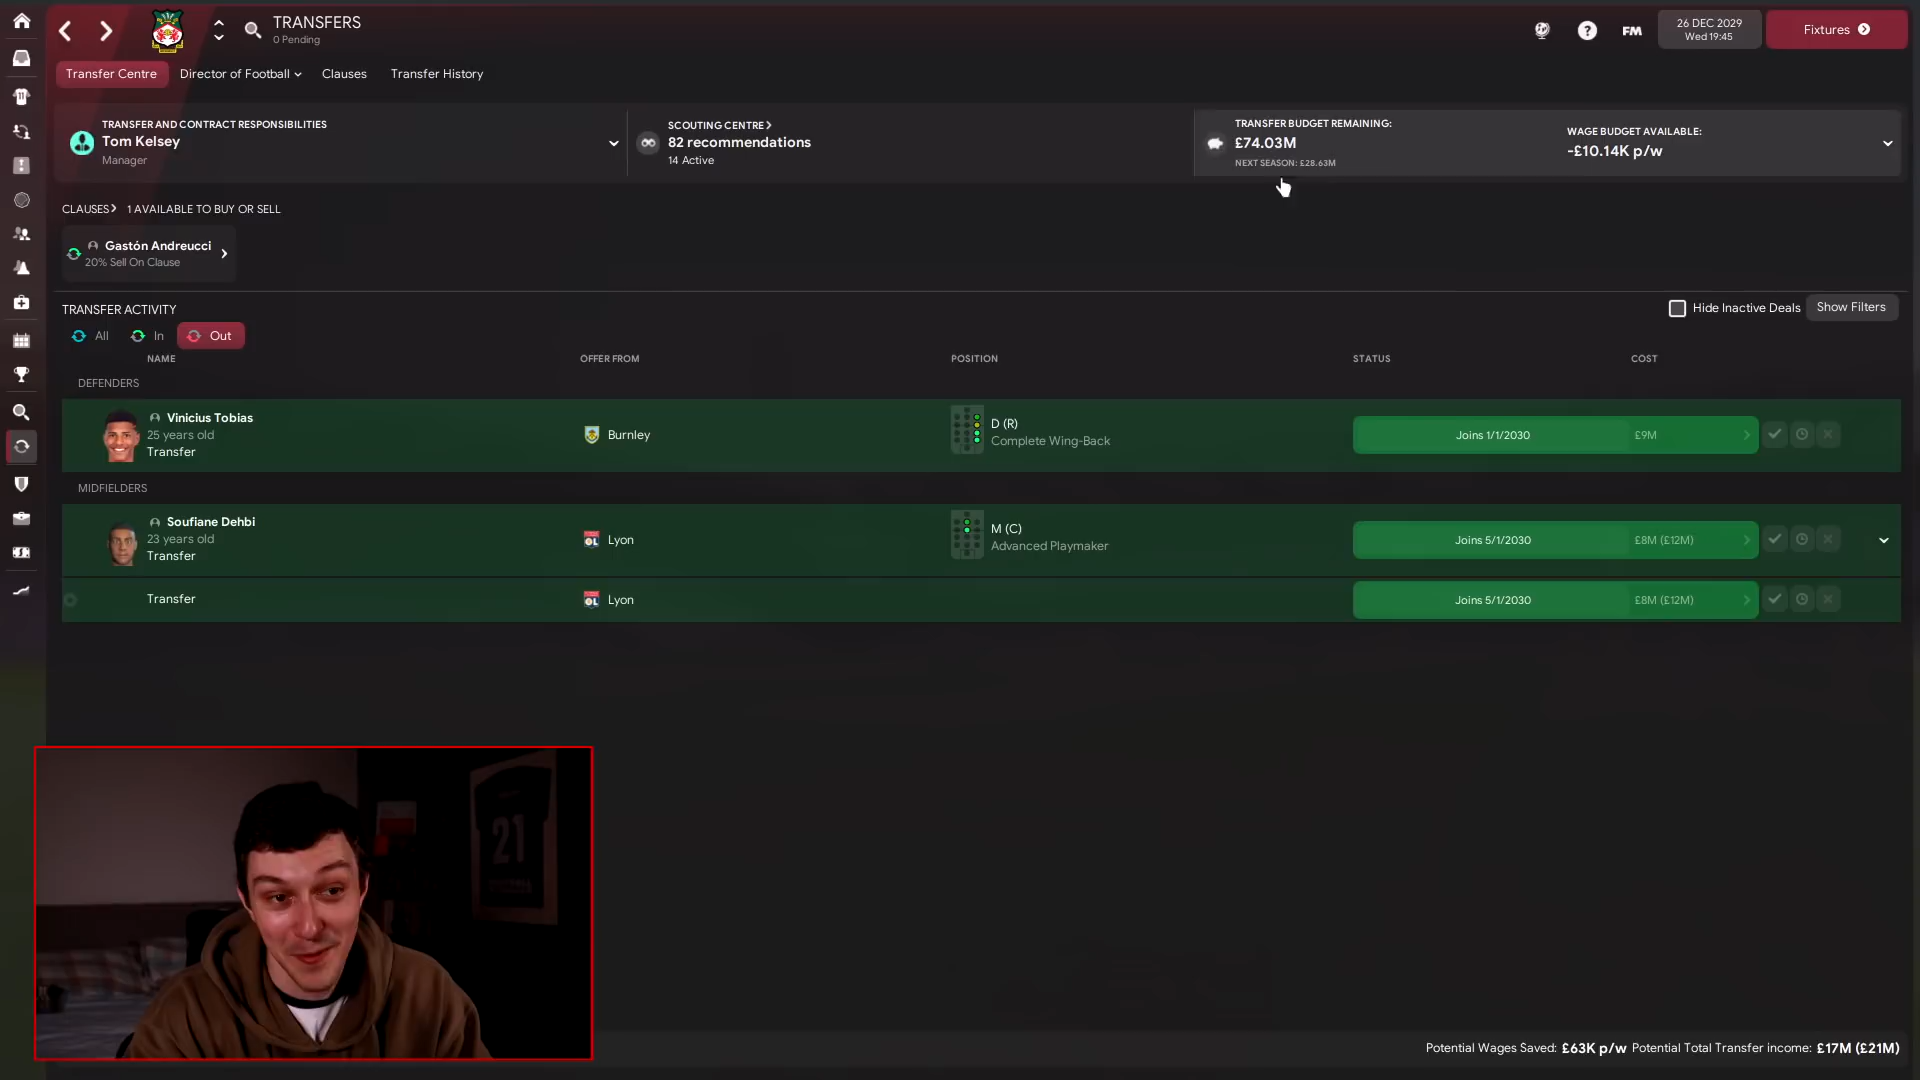 TRANSFERS
0 Pending
FM
26 DEC 2029
Wed 19:45
Fixtures
Transfer Centre
Director of Football
Clauses
Transfer History
TRANSFER AND CONTRACT RESPONSIBILITIES
Tom Kelsey
Manager
SCOUTING CENTRE
82 recommendations
14 Active
TRANSFER BUDGET REMAINING:
£74.03M
NEXT SEASON: £28.63M
WAGE BUDGET AVAILABLE:
-£10.14K p/w
CLAUSES
1 AVAILABLE TO BUY OR SELL
Gastón Andreucci
20% Sell On Clause
TRANSFER ACTIVITY
Hide Inactive Deals
Show Filters
All
In
Out
NAME
OFFER FROM
POSITION
STATUS
COST
DEFENDERS
Vinicius Tobias
25 years old
Transfer
Burnley
D (R)
Complete Wing-Back
Joins 1/1/2030
£9M
MIDFIELDERS
Soufiane Dehbi
23 years old
Transfer
Lyon
M (C)
Advanced Playmaker
Joins 5/1/2030
£8M (£12M)
Transfer
Lyon
Joins 5/1/2030
£8M (£12M)
21
Potential Wages Saved: £63K p/w Potential Total Transfer income: £17M (£21M)